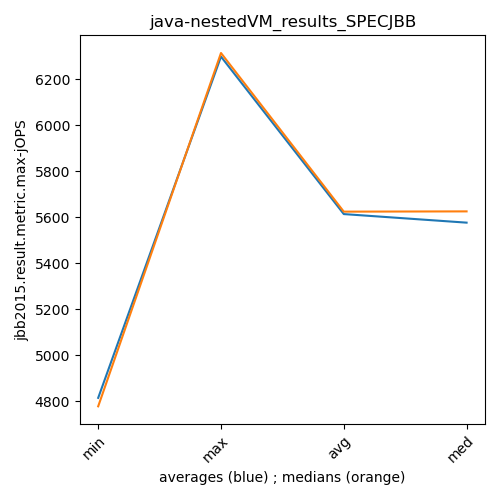 java-nestedVM_results_SPECJBB
jbb2015.result.metric.max-jOPS
6200
6000
5800
5600
5400
5200
5000
4800
min
max
avg
med
averages (blue) ; medians (orange)